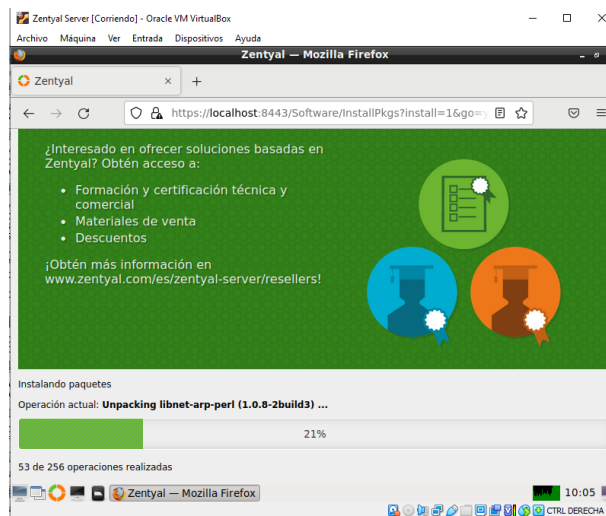 Zentyal Server [Corriendo] - Oracle VM VirtualBox
Archivo Máquina Ver Entrada Dispositivos Ayuda
Zentyal — Mozilla Firefox
Zentyal
https://localhost:8443/Software/InstallPkgs?install=1&go=y
¿Interesado en ofrecer soluciones basadas en
Zentyal? Obtén acceso a:
• Formación y certificación técnica y
comercial
• Materiales de venta
• Descuentos
¡Obtén más información en
www.zentyal.com/es/zentyal-server/resellers!
Instalando paquetes
Operación actual: Unpacking libnet-arp-perl (1.0.8-2build3) ...
21%
53 de 256 operaciones realizadas
Zentyal — Mozilla Firefox
10:05
CTRL DERECHA